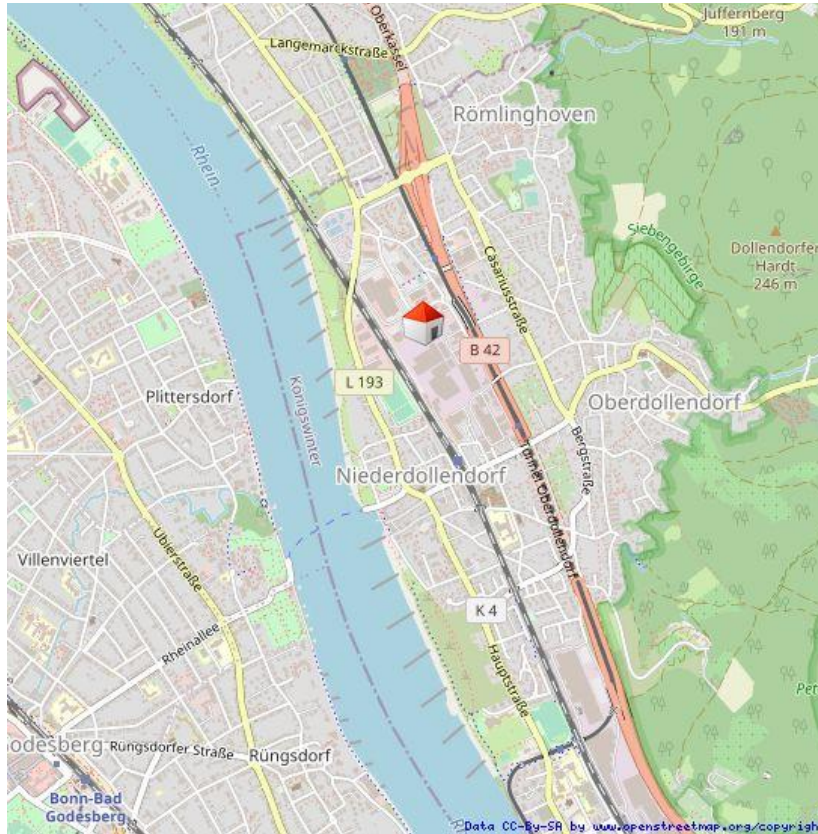 Juffernberg
191 m
Langemarckstraße
Oberkassel
Römlinghoven
Rhein
Siebengebirge
Dollendorfer
Hardt
246 m
Casariusstraße
B 42
L 193
Königswinter
Plittersdorf
Oberdollendorf
Bergstraße
Niederdollendorf
Tunnel Oberdollendorf
Ubierstraße
Villenviertel
K 4
Rheinallee
Hauptstraße
Pet
Godesberg
Rüngsdorfer Straße
Rüngsdorf
Bonn-Bad
Godesberg
Data CC-By-SA by www.openstreetmap.org/copyrigh